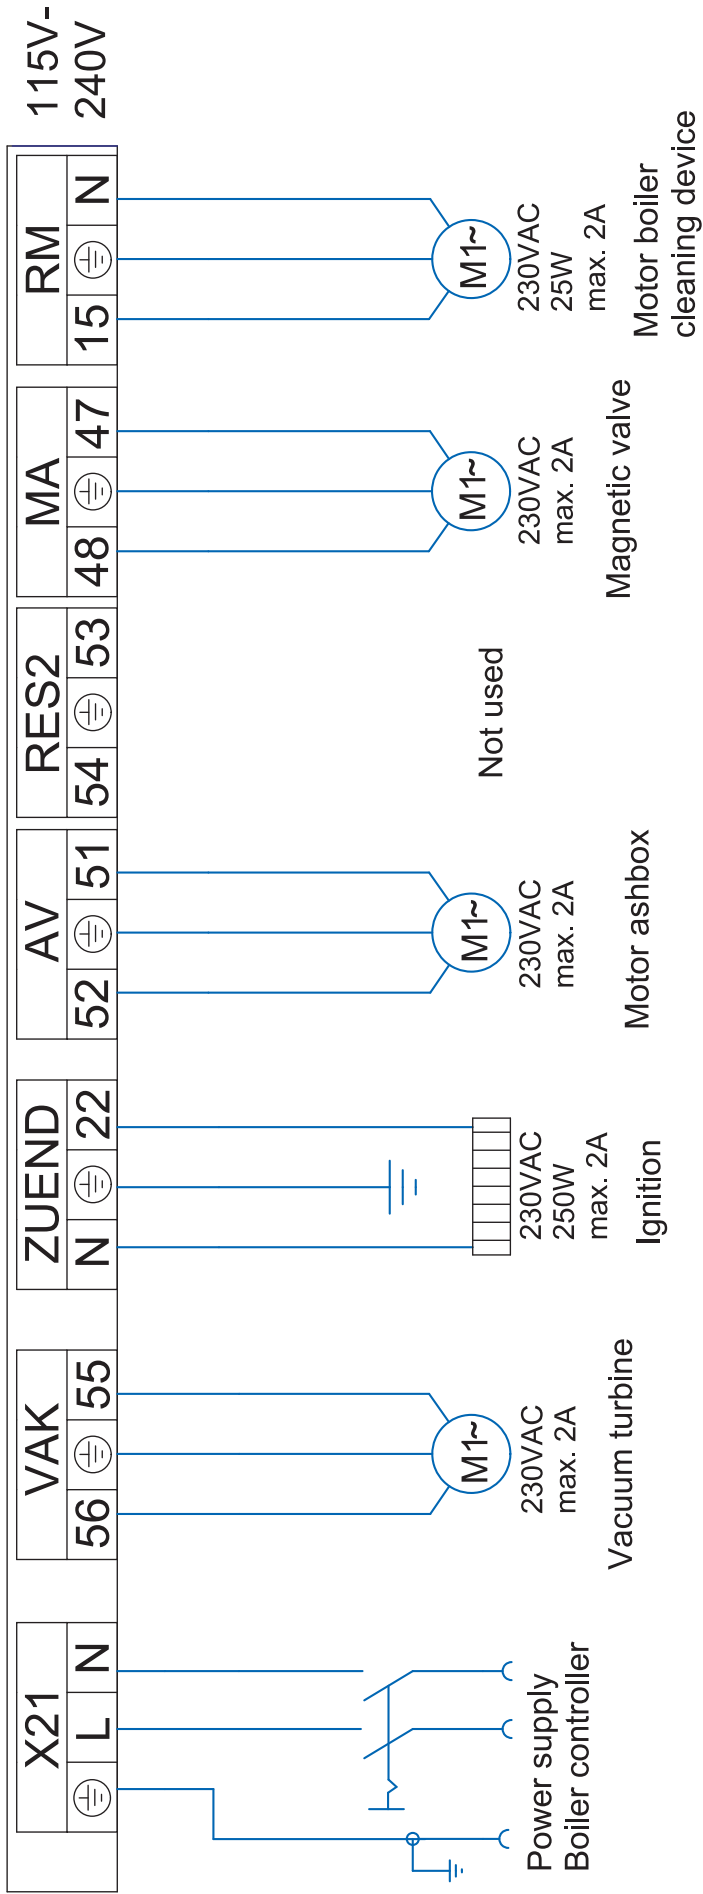 X21
L N
Power supply
Boiler controller
VAK
56 55
M1~
230VAC
max. 2A
Vacuum turbine
ZUEND
N 22
230VAC
250W
max. 2A
Ignition
AV
52 51
M1~
230VAC
max. 2A
Motor ashbox
RES2
54 53
Not used
MA
48 47
M1~
230VAC
max. 2A
Magnetic valve
RM
15 N
M1~
230VAC
25W
max. 2A
Motor boiler
cleaning device
115V-
240V